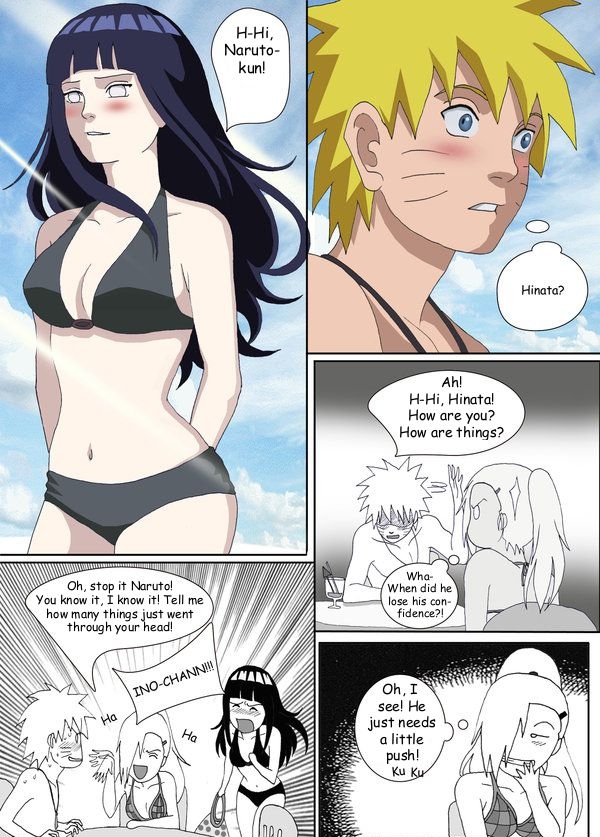 H-Hi,
Naruto-
kun!
Hinata?
Ah!
H-Hi, Hinata!
How are you?
How are things?
Wha-
When did he
lose his con-
fidence?!
Oh, stop it Naruto!
You know it, I know it! Tell me
how many things just went
through your head!
INO-CHANN!!!
Ha
Ha
Oh, I
see! He
just needs
a little
push!
Ku Ku